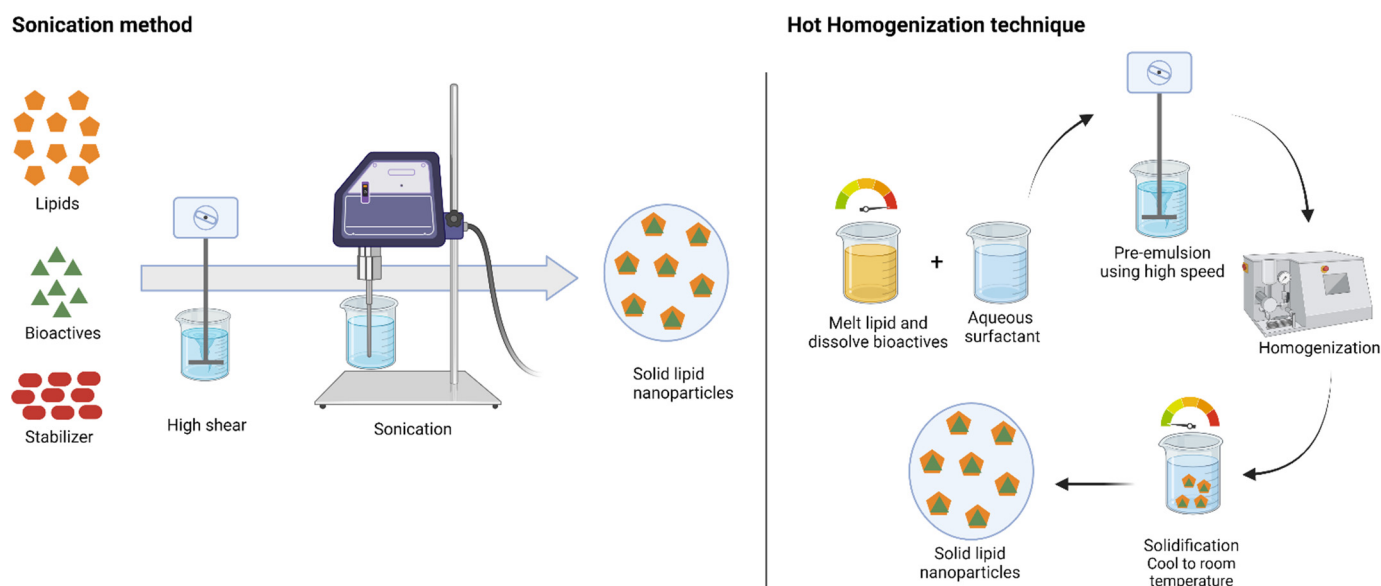 Sonication method
Lipids
Bioactives
Stabilizer
High shear
Sonication
Solid lipid
nanoparticles
Hot Homogenization technique
Melt lipid and
dissolve bioactives
+
Aqueous
surfactant
Pre-emulsion
using high speed
Homogenization
Solidification
Cool to room
temperature
Solid lipid
nanoparticles